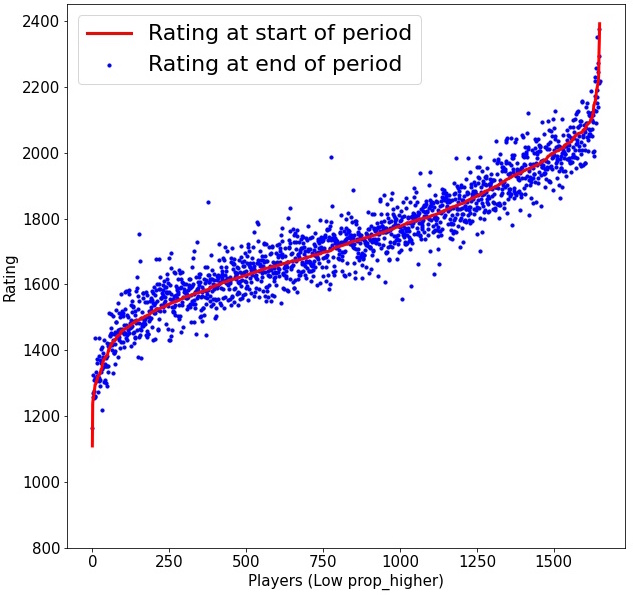 Rating at start of period
Rating at end of period
2400
2200
2000
1800
1600
1400
1200
1000
800
Rating
0 250 500 750 1000 1250 1500
Players (Low prop_higher)